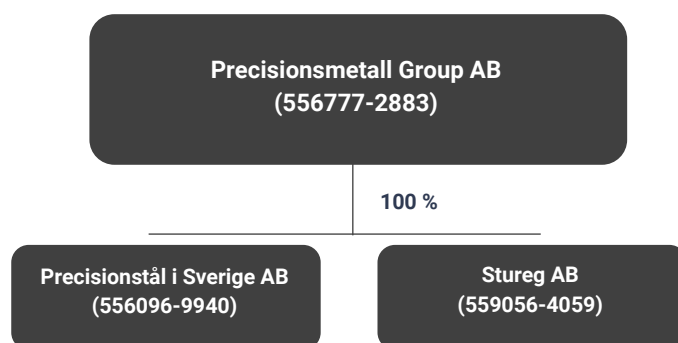 Precisionsmetall Group AB
(556777-2883)
100 %
Precisionstål i Sverige AB
(556096-9940)
Stureg AB
(559056-4059)